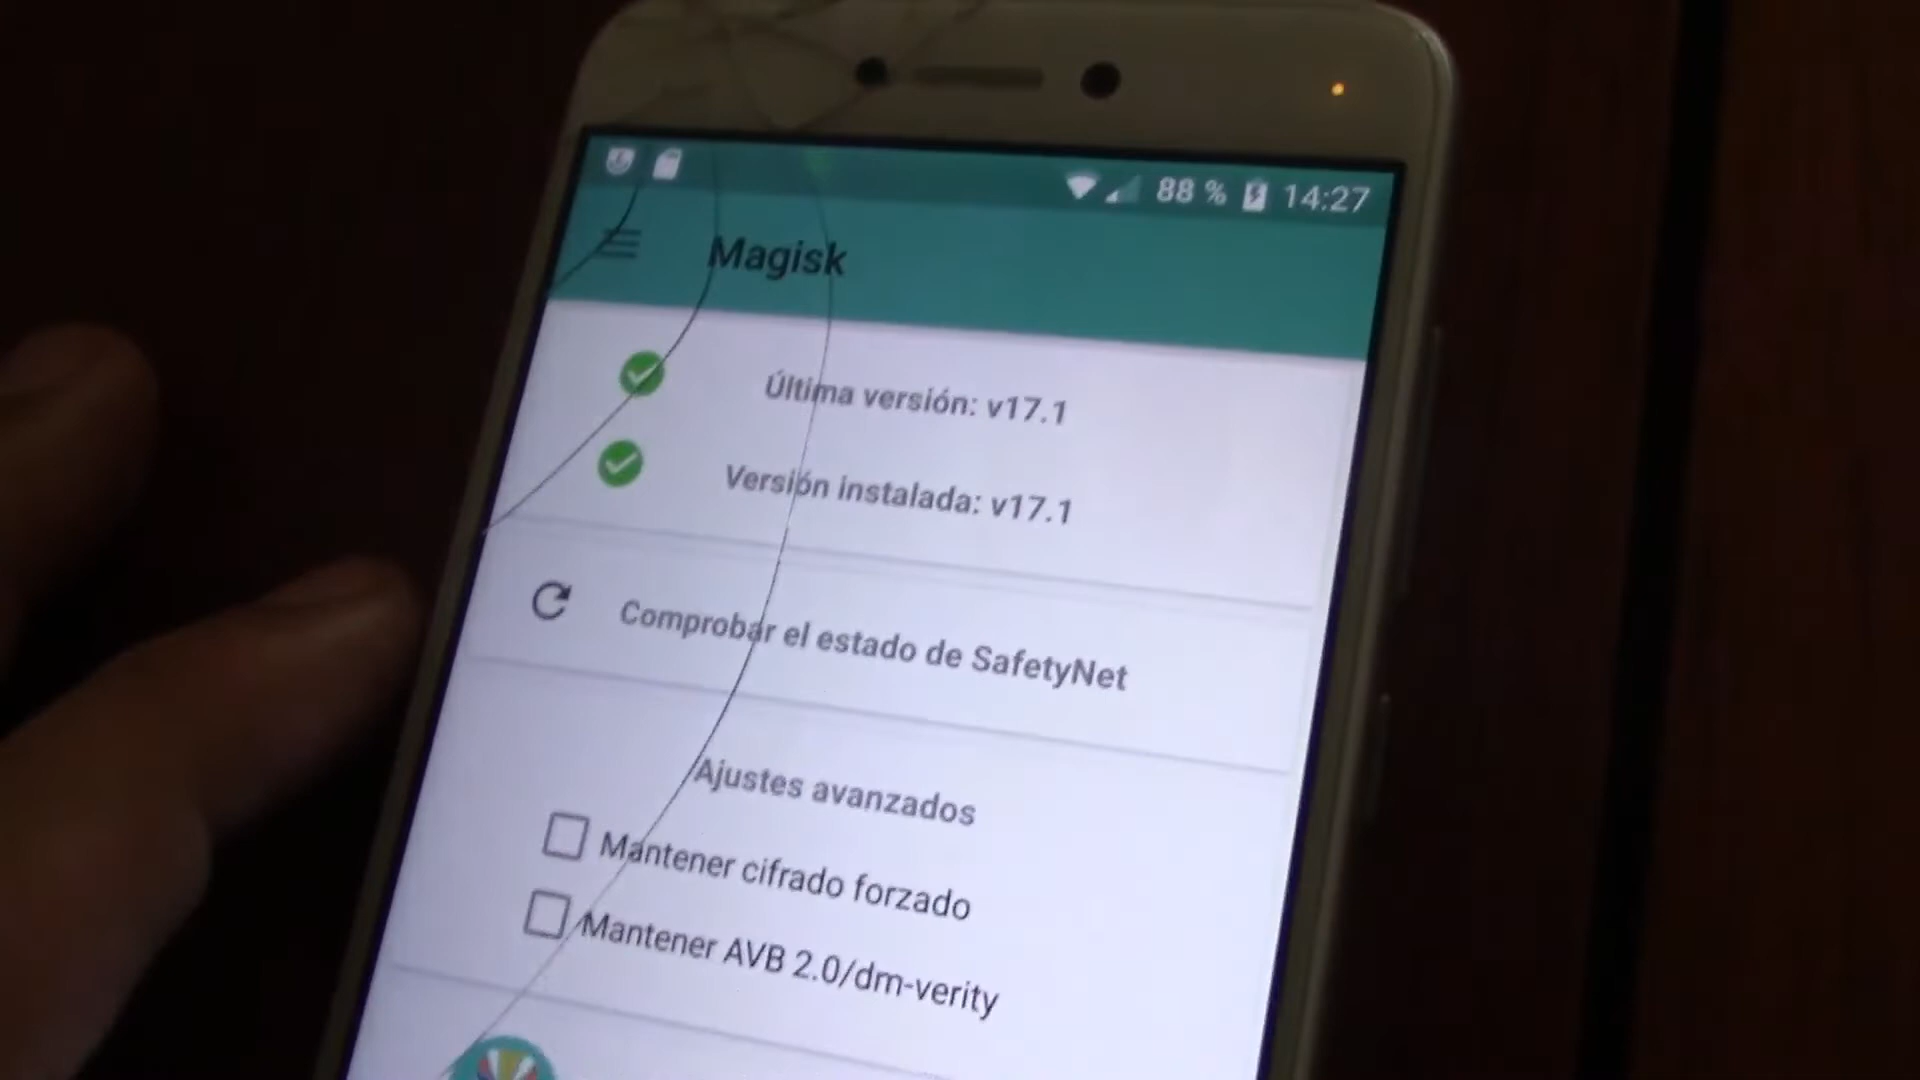 88 % 14:27
Magisk
Última versión: v17.1
Versión instalada: v17.1
Comprobar el estado de SafetyNet
Ajustes avanzados
Mantener cifrado forzado
Mantener AVB 2.0/dm-verity